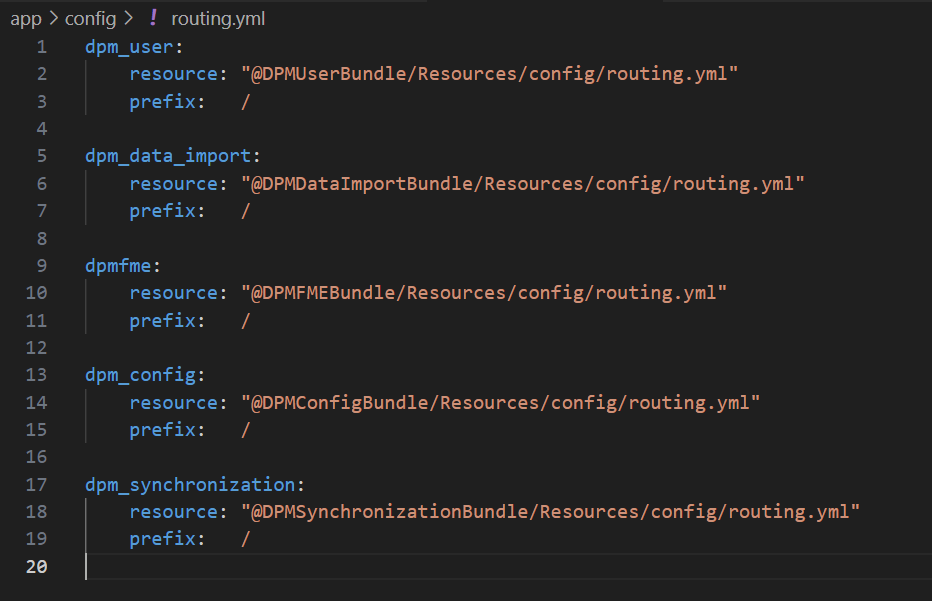 app > config > ! routing.yml
1 dpm_user:
2     resource: "@DPMUserBundle/Resources/config/routing.yml"
3     prefix:   /
4
5 dpm_data_import:
6     resource: "@DPMDataImportBundle/Resources/config/routing.yml"
7     prefix:   /
8
9 dpmfme:
10     resource: "@DPMFMEBundle/Resources/config/routing.yml"
11     prefix:   /
12
13 dpm_config:
14     resource: "@DPMConfigBundle/Resources/config/routing.yml"
15     prefix:   /
16
17 dpm_synchronization:
18     resource: "@DPMSynchronizationBundle/Resources/config/routing.yml"
19     prefix:   /
20